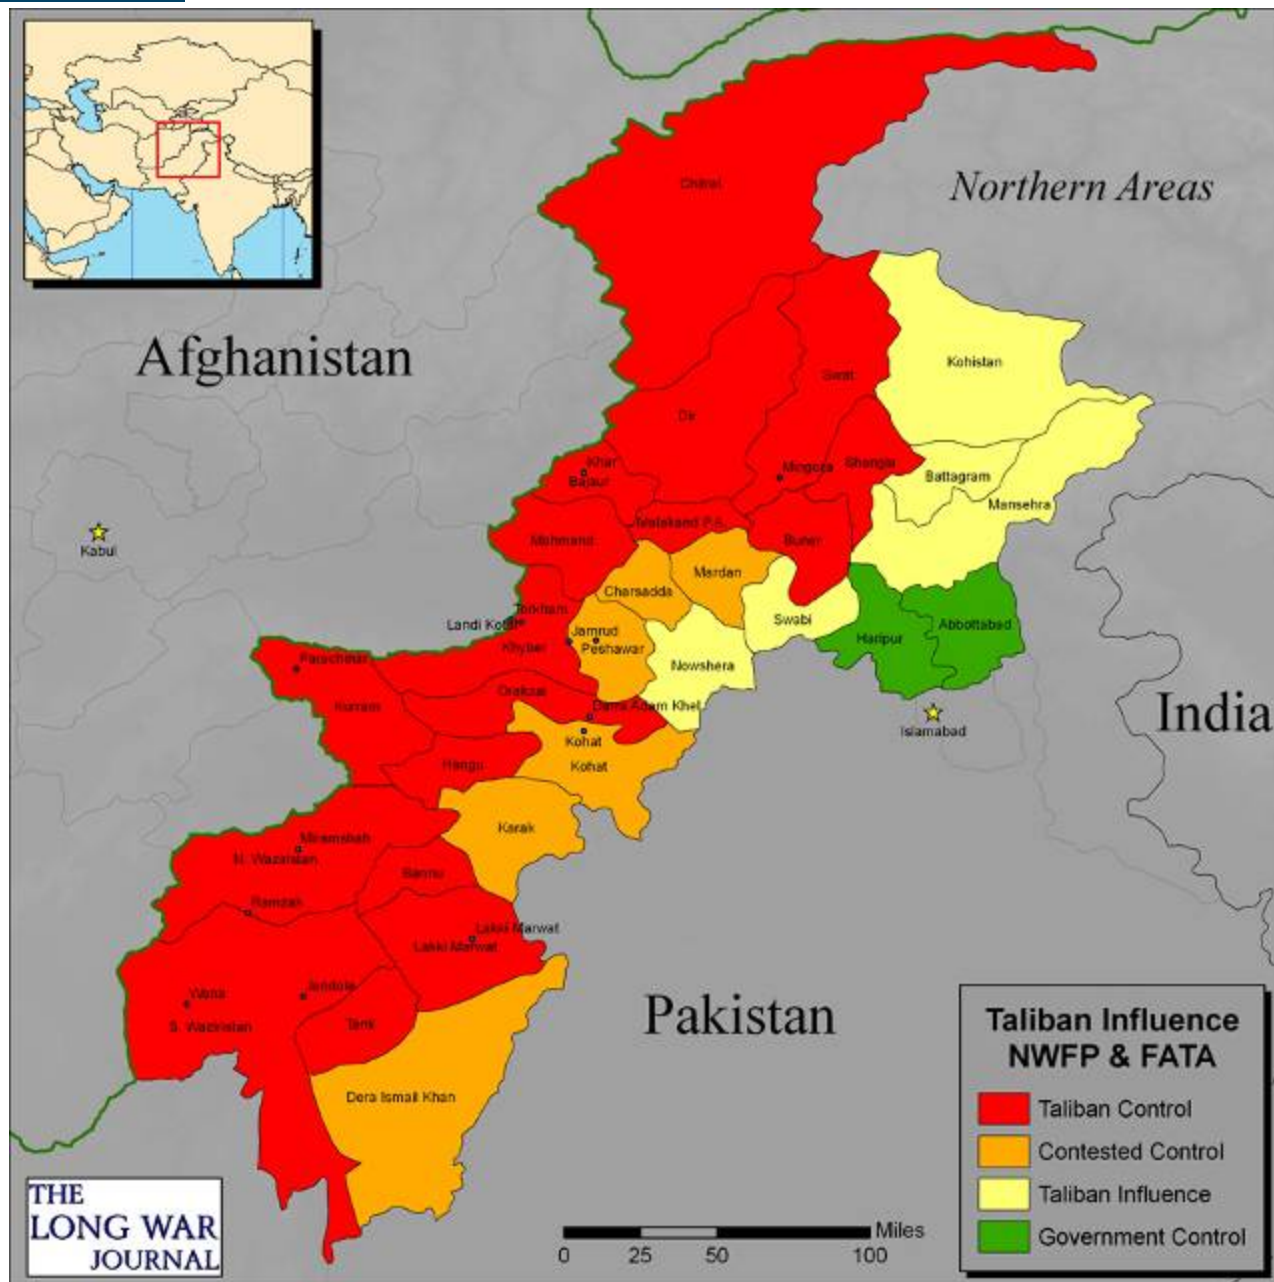 Northern Areas
Chitral
Afghanistan
Kohistan
Swat
Dir
Mingora
Shangla
Khar
Bajaur
Battagram
Mansehra
Malakand P.A.
Mohmand
Buner
Kabul
Mardan
Charsadda
Torkham
Landi Kotal
Swabi
Abbottabad
Haripur
Jamrud
Peshawar
Khyber
Nowshera
Parachinar
Orakzai
Kurram
Darra Adam Khel
India
Islamabad
Kohat
Kohat
Hangu
Karak
Miramshah
N. Waziristan
Bannu
Ramzak
Lakki Marwat
Lakki Marwat
Wana
Jandola
S. Waziristan
Tank
Pakistan
Dera Ismail Khan
Taliban Influence
NWFP & FATA
Taliban Control
Contested Control
Taliban Influence
Government Control
THE
LONG WAR
JOURNAL
Miles
0 25 50 100